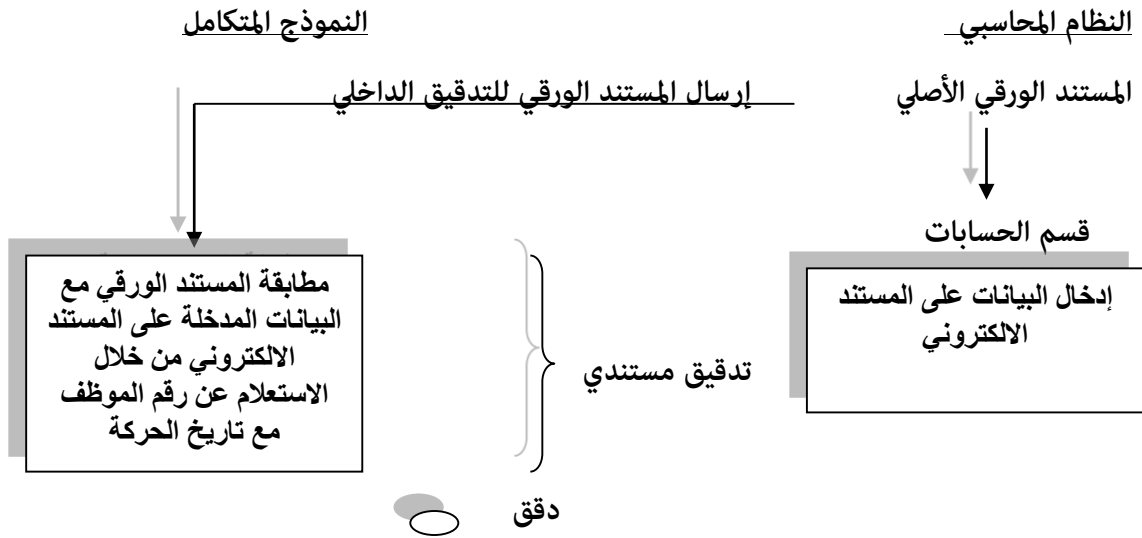 النظام المحاسبي
النموذج المتكامل
المستند الورقي الأصلي
إرسال المستند الورقي للتدقيق الداخلي
قسم الحسابات
إدخال البيانات على المستند
الالكتروني
تدقيق مستندي
مطابقة المستند الورقي مع
البيانات المدخلة على المستند
الالكتروني من خلال
الاستعلام عن رقم الموظف
مع تاريخ الحركة
دقق